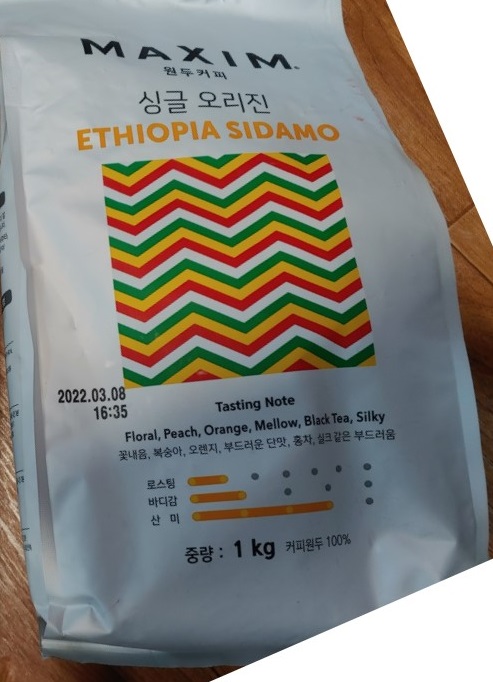 MAXIM.
원두커피
싱글 오리진
ETHIOPIA SIDAMO
2022.03.08
16:35
Tasting Note
Floral, Peach, Orange, Mellow, Black Tea, Silky
꽃내음, 복숭아, 오렌지, 부드러운 단맛, 홍차, 실크 같은 부드러움
로스팅
바디감
산 미
중량 : 1 kg 커피원두 100%